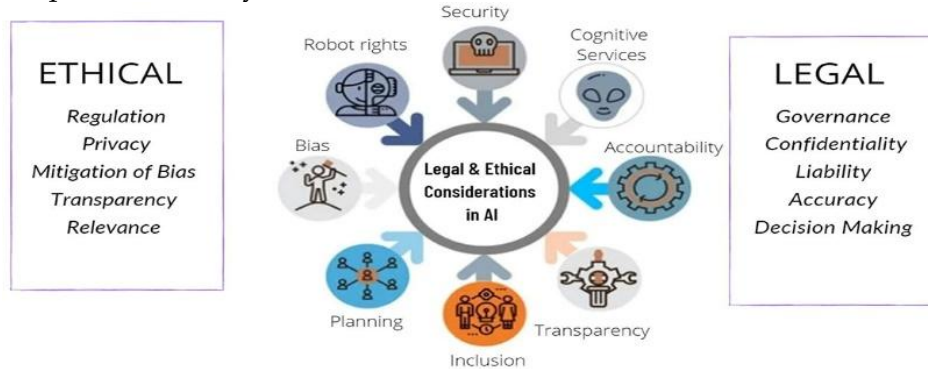 ETHICAL
Regulation
Privacy
Mitigation of Bias
Transparency
Relevance
Security
Robot rights
Cognitive
Services
Bias
Accountability
Legal & Ethical
Considerations
in AI
Planning
Transparency
Inclusion
LEGAL
Governance
Confidentiality
Liability
Accuracy
Decision Making